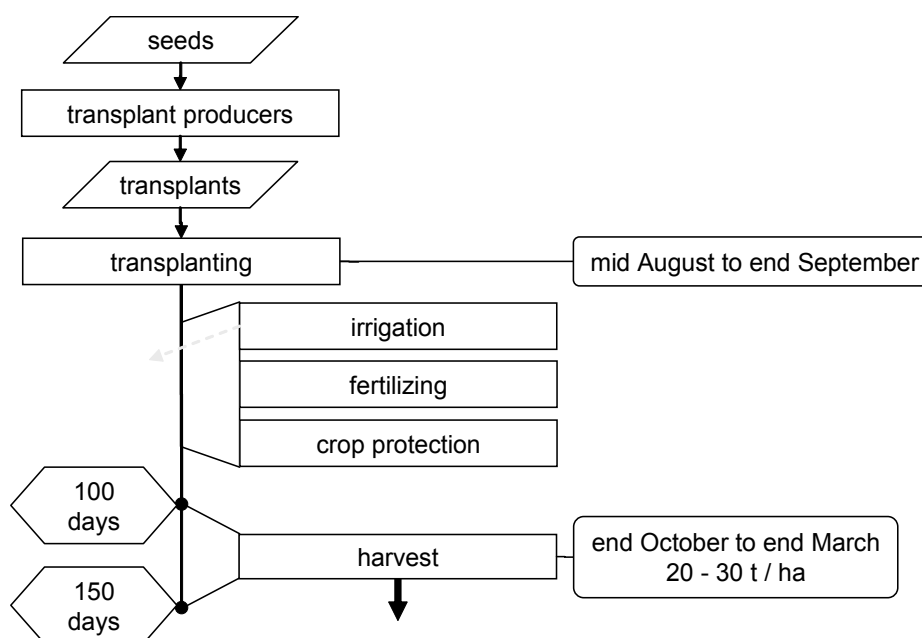 seeds
transplant producers
transplants
transplanting
mid August to end September
irrigation
fertilizing
crop protection
100
days
harvest
end October to end March
20 - 30 t / ha
150
days